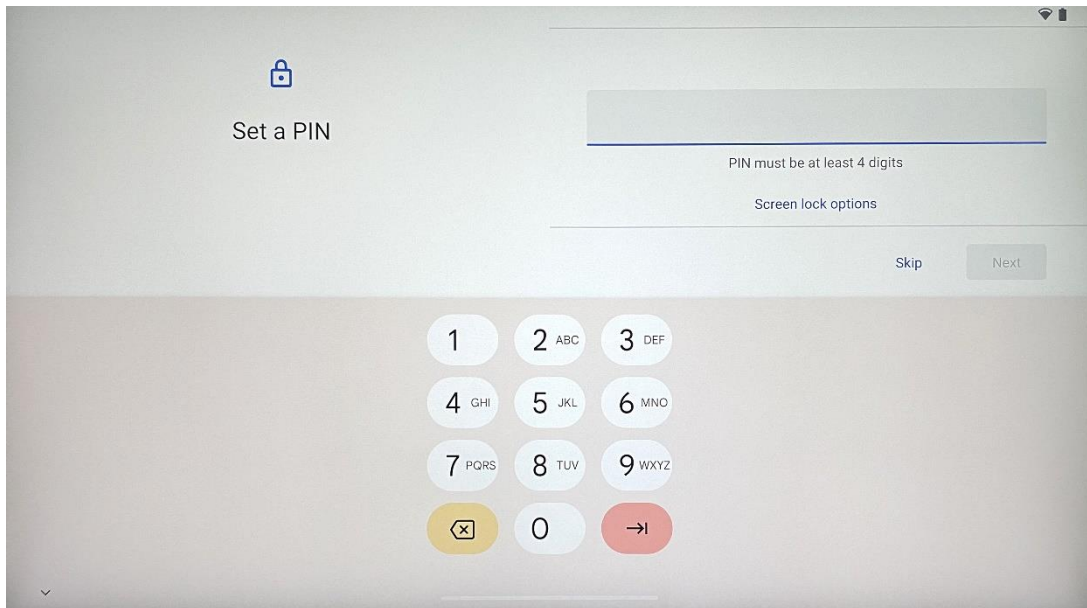 Set a PIN
PIN must be at least 4 digits
Screen lock options
Skip
Next
1
2 ABC
3 DEF
4 GHI
5 JKL
6 MNO
7 PQRS
8 TUV
9 WXYZ
0